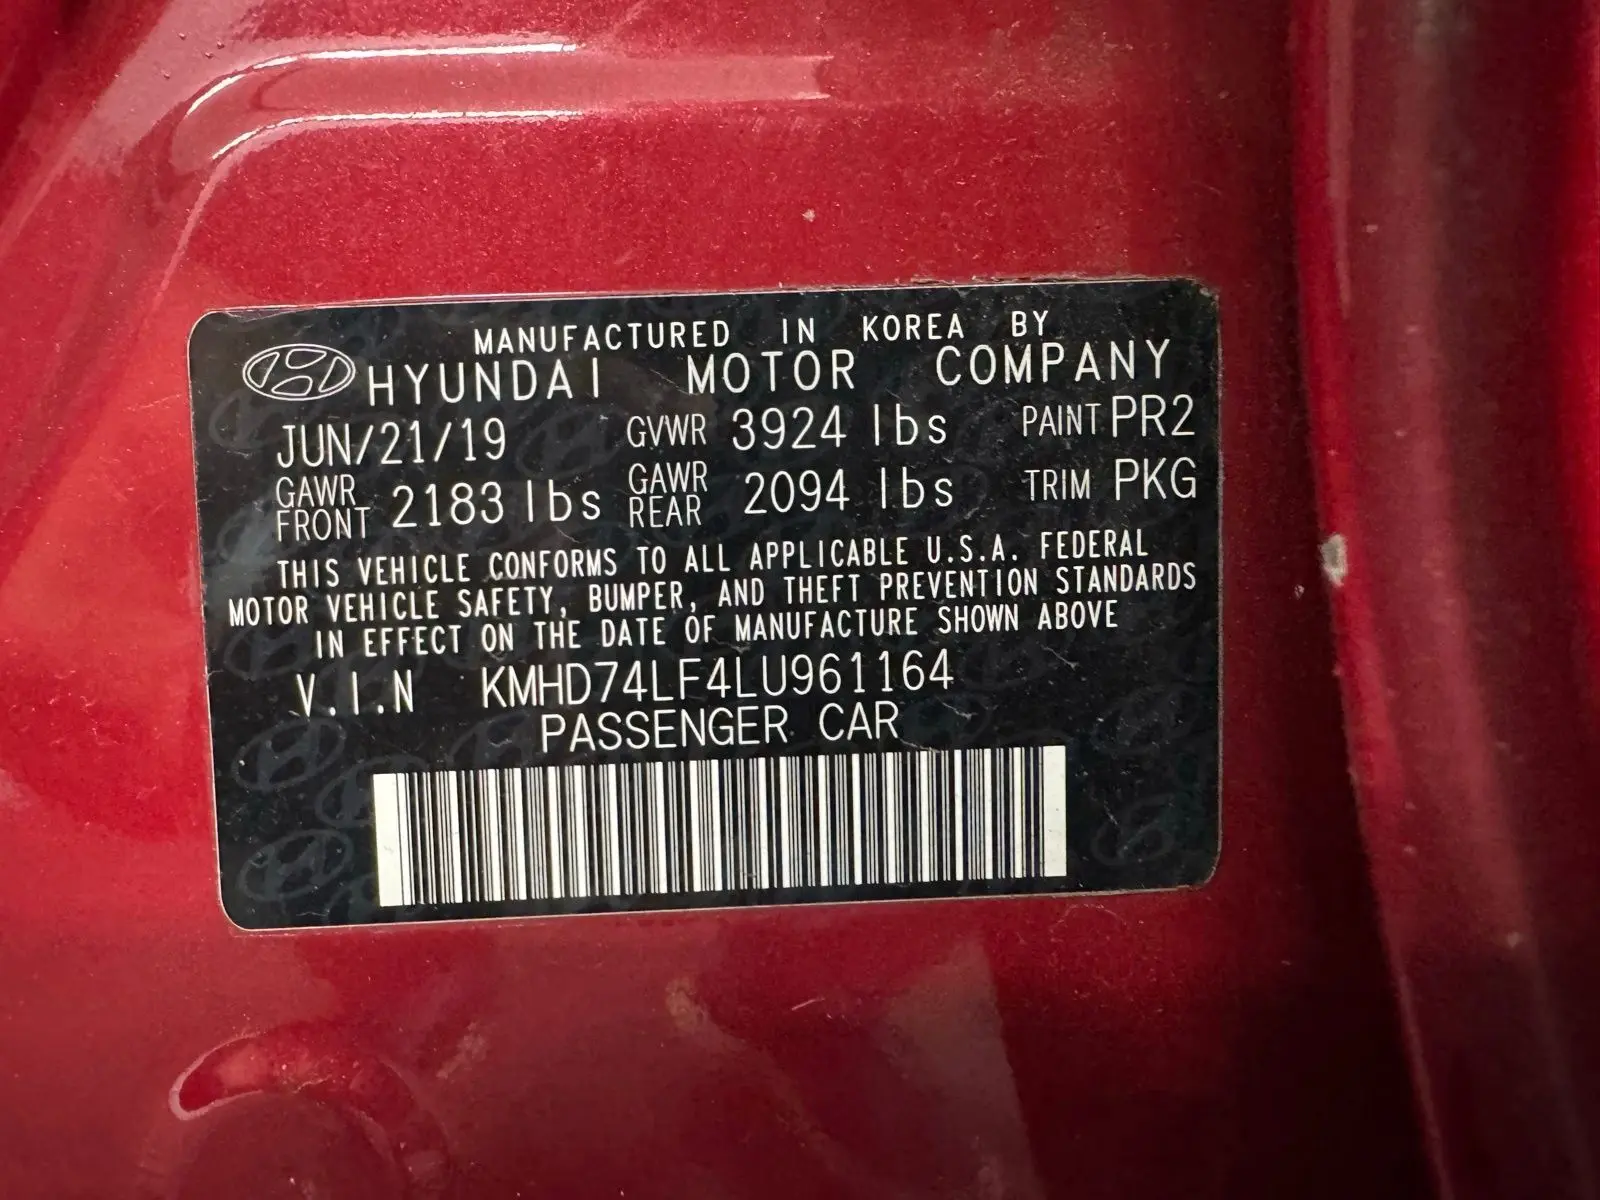 MANUFACTURED IN KOREA BY
HYUNDAI MOTOR COMPANY
JUN/21/19 GVWR 3924 lbs PAINT PR2
GAWR FRONT 2183 lbs GAWR REAR 2094 lbs TRIM PKG
THIS VEHICLE CONFORMS TO ALL APPLICABLE U.S.A. FEDERAL
MOTOR VEHICLE SAFETY, BUMPER, AND THEFT PREVENTION STANDARDS
IN EFFECT ON THE DATE OF MANUFACTURE SHOWN ABOVE
V.I.N KMHD74LF4LU961164
PASSENGER CAR